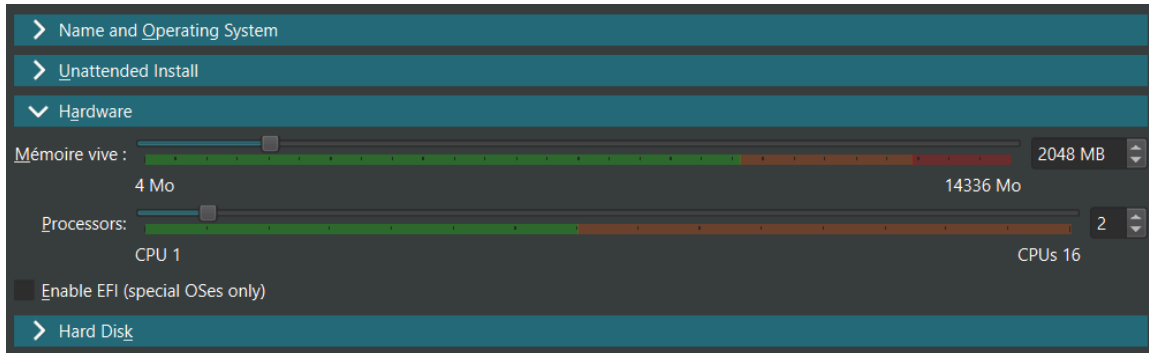 Name and Operating System
Unattended Install
Hardware
Mémoire vive : 2048 MB
4 Mo 14336 Mo
Processors: 2
CPU 1 CPUs 16
Enable EFI (special OSes only)
Hard Disk